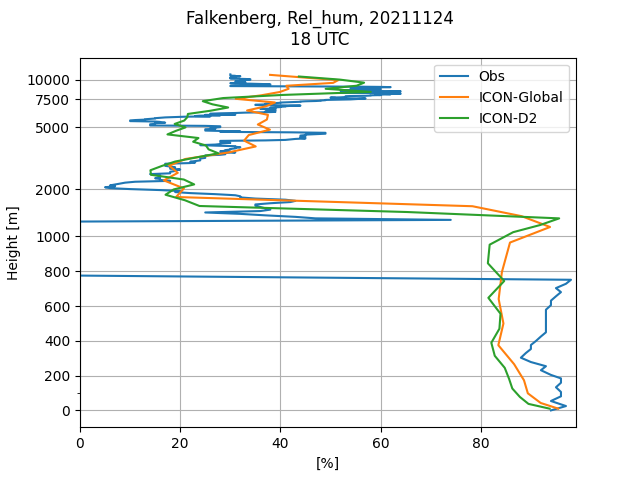 Falkenberg, Rel_hum, 20211124
18 UTC
Obs
ICON-Global
ICON-D2
10000
7500
5000
2000
1000
800
600
400
200
0
Height [m]
0 20 40 60 80
[%]